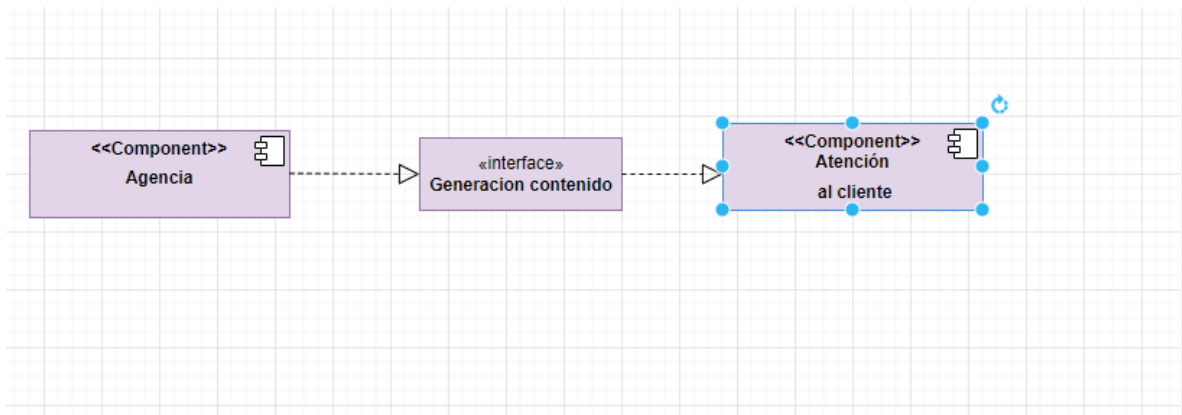 <<Component>>
Agencia
«interface»
Generacion contenido
<<Component>>
Atención
al cliente